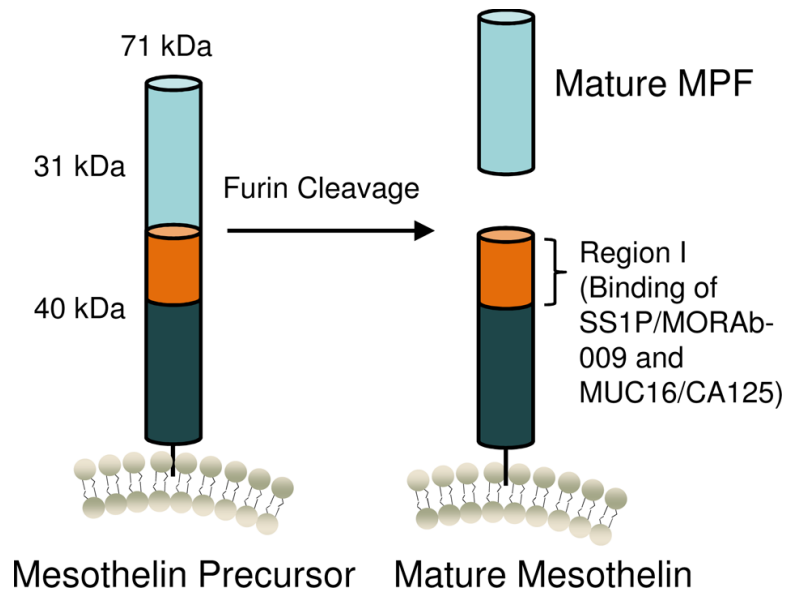 71 kDa
31 kDa
40 kDa
Mesothelin Precursor
Furin Cleavage
Mature MPF
Region I
(Binding of
SS1P/MORAb-
009 and
MUC16/CA125)
Mature Mesothelin